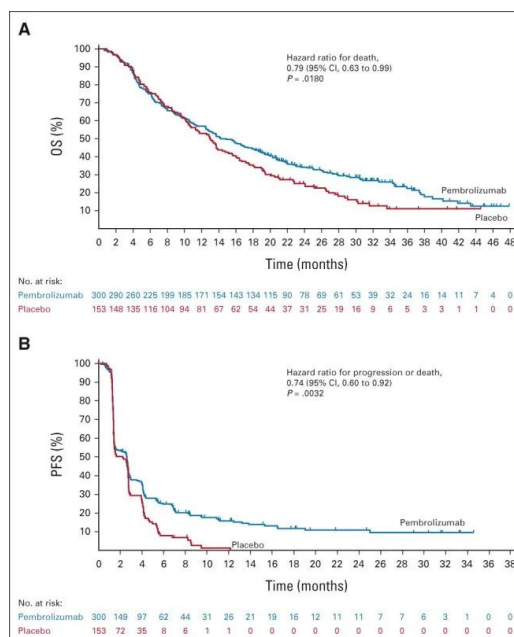 A
Hazard ratio for death,
0.79 (95% CI, 0.63 to 0.99)
P = .0180
OS (%)
100
90
80
70
60
50
40
30
20
10
Pembrolizumab
Placebo
0 2 4 6 8 10 12 14 16 18 20 22 24 26 28 30 32 34 36 38 40 42 44 46 48
Time (months)
No. at risk:
Pembrolizumab 300 290 260 225 199 185 171 154 143 134 115 90 78 69 61 53 39 32 24 16 14 11 7 4 0
Placebo 153 148 135 116 104 94 81 67 62 54 44 37 31 25 19 16 9 6 5 3 3 1 1 0 0
B
Hazard ratio for progression or death,
0.74 (95% CI, 0.60 to 0.92)
P = .0032
PFS (%)
100
90
80
70
60
50
40
30
20
10
Pembrolizumab
Placebo
0 2 4 6 8 10 12 14 16 18 20 22 24 26 28 30 32 34 36 38
Time (months)
No. at risk:
Pembrolizumab 300 149 97 62 44 31 26 21 19 16 12 11 11 7 7 6 3 1 0 0
Placebo 153 72 35 8 6 1 1 0 0 0 0 0 0 0 0 0 0 0 0 0